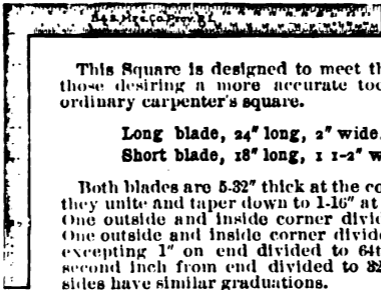 B. & S. Mfg. Co. Prov. R.I.
This Square is designed to meet th
those desiring a more accurate too
ordinary carpenter's square.
Long blade, 24" long, 2" wide.
Short blade, 18" long, 1 1-2" w
Both blades are 5-32" thick at the co
they unite and taper down to 1-16" at
One outside and inside corner divid
One outside and inside corner divide
excepting 1" on end divided to 64t
second inch from end divided to 32
sides have similar graduations.